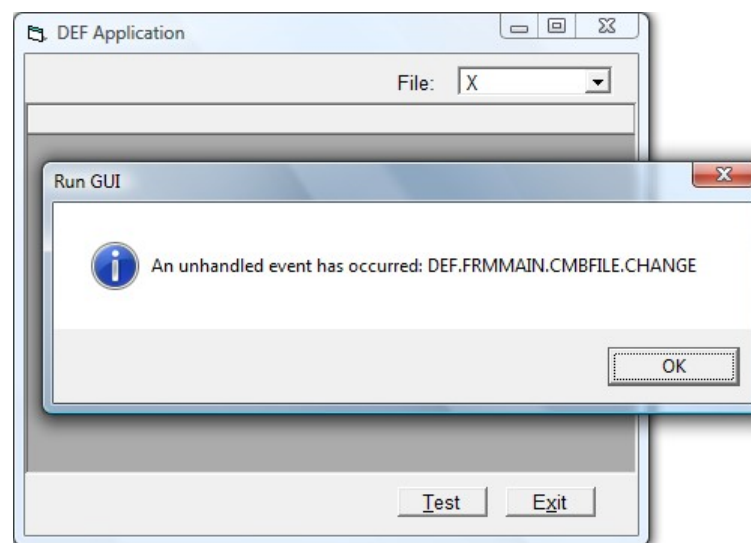 DEF Application
File: X
Run GUI
An unhandled event has occurred: DEF.FRMMAIN.CMBFILE.CHANGE
OK
Test Exit